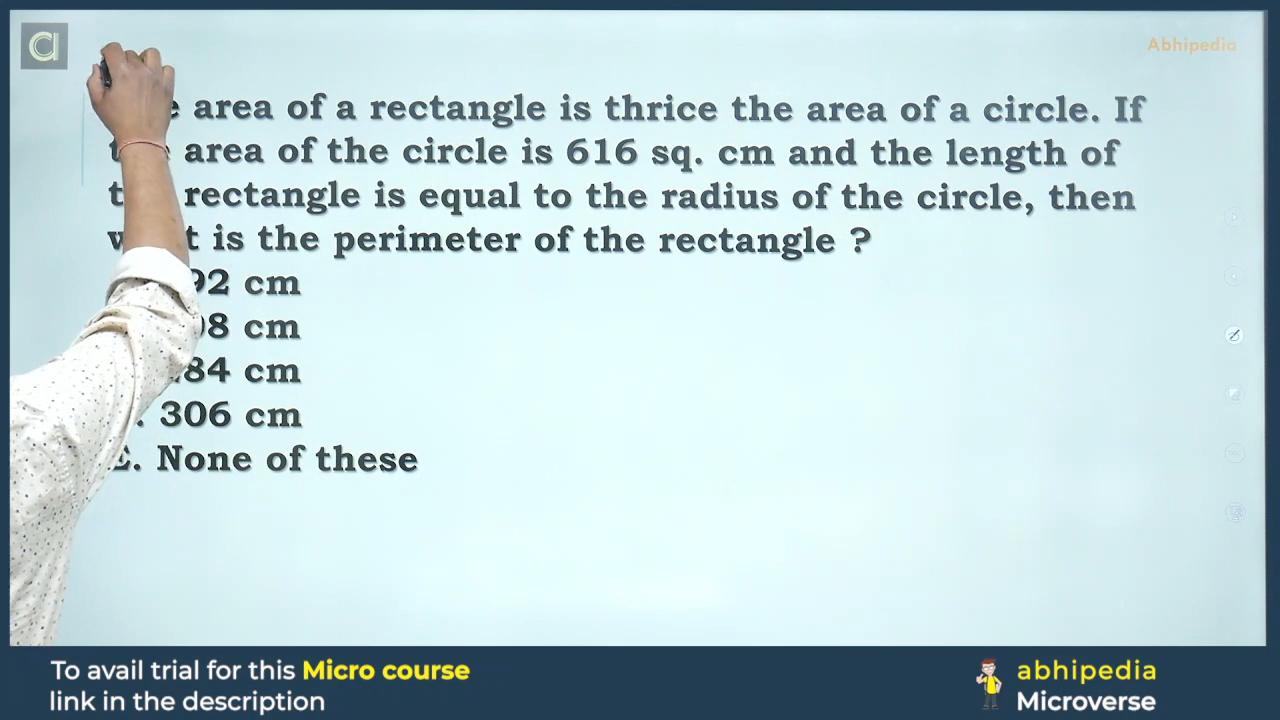 Abhipedia
area of a rectangle is thrice the area of a circle. If
area of the circle is 616 sq. cm and the length of
rectangle is equal to the radius of the circle, then
is the perimeter of the rectangle ?
cm
cm
cm
306 cm
E. None of these
To avail trial for this Micro course
link in the description
abhipedia
Microverse